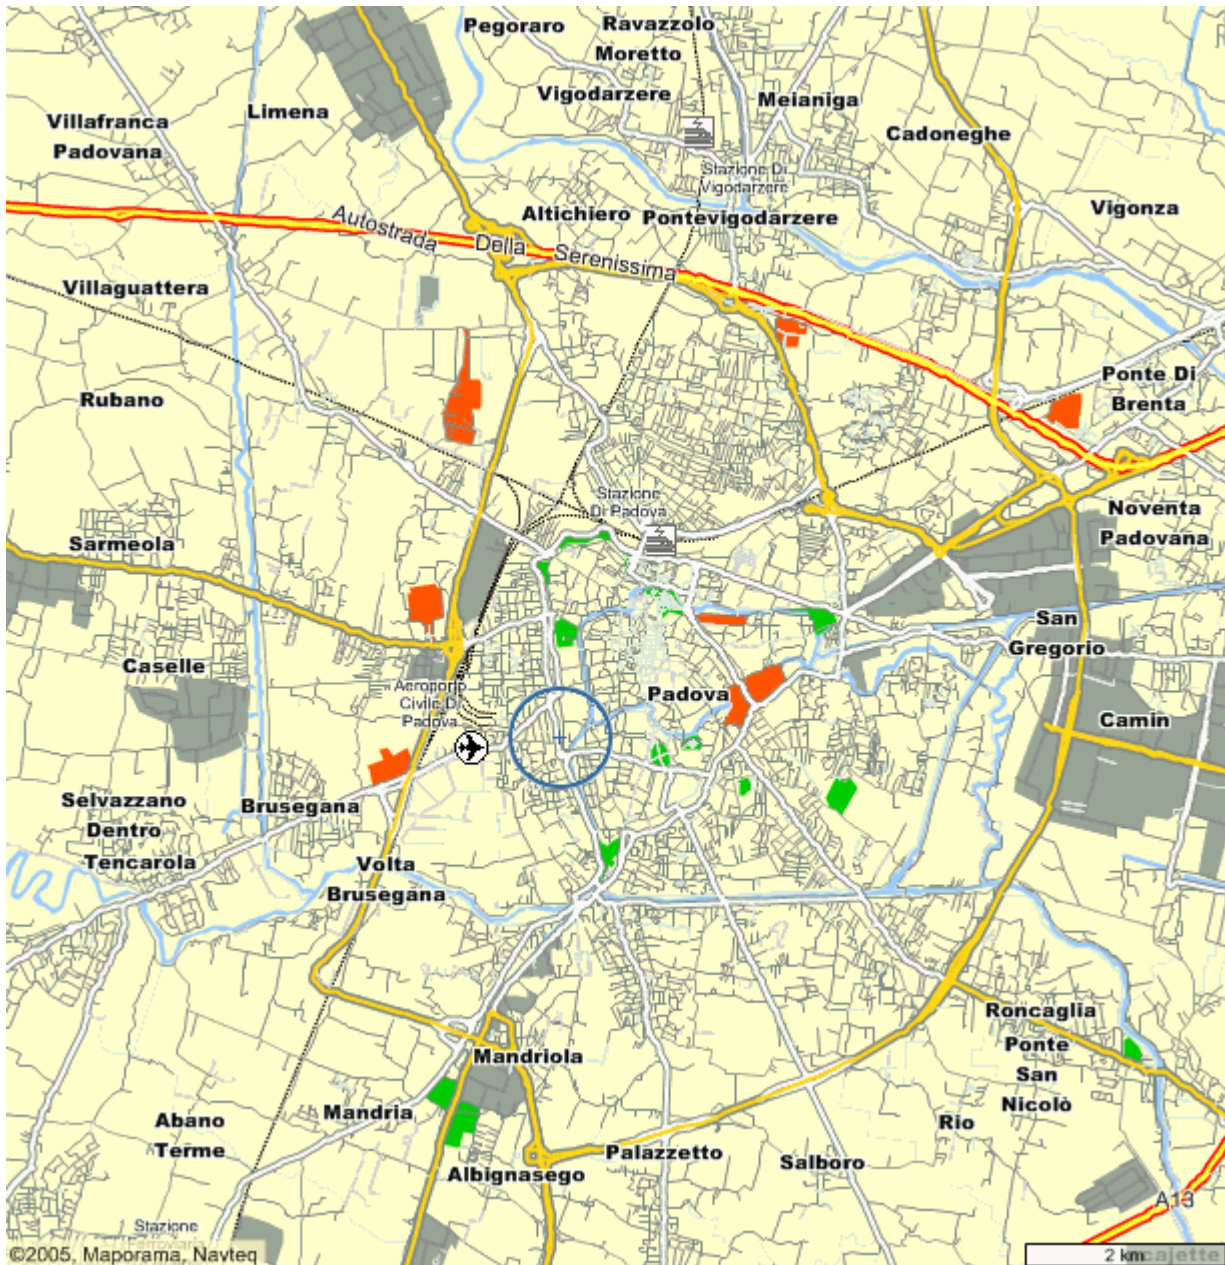 Pegoraro
Ravazzolo
Moretto
Vigodarzere
Meianiga
Limena
Villafranca
Padovana
Cadoneghe
Stazione Di
Vigodarzere
Altichiero
Pontevigodarzere
Vigonza
Autostrada Della Serenissima
Villaguattera
Rubano
Ponte Di
Brenta
Stazione
Di Padova
Noventa
Padovana
Sarmeola
San
Gregorio
Caselle
Aeroporto
Civile Di
Padova
Padova
Camin
Selvazzano
Dentro
Tencarola
Brusegana
Volta
Brusegana
Roncaglia
Ponte
San
Nicolò
Mandriola
Mandria
Abano
Terme
Rio
Palazzetto
Salboro
Albignasego
A13
Stazione
Ferroviaria
©2005, Maporama, Navteq
2 km
cajette